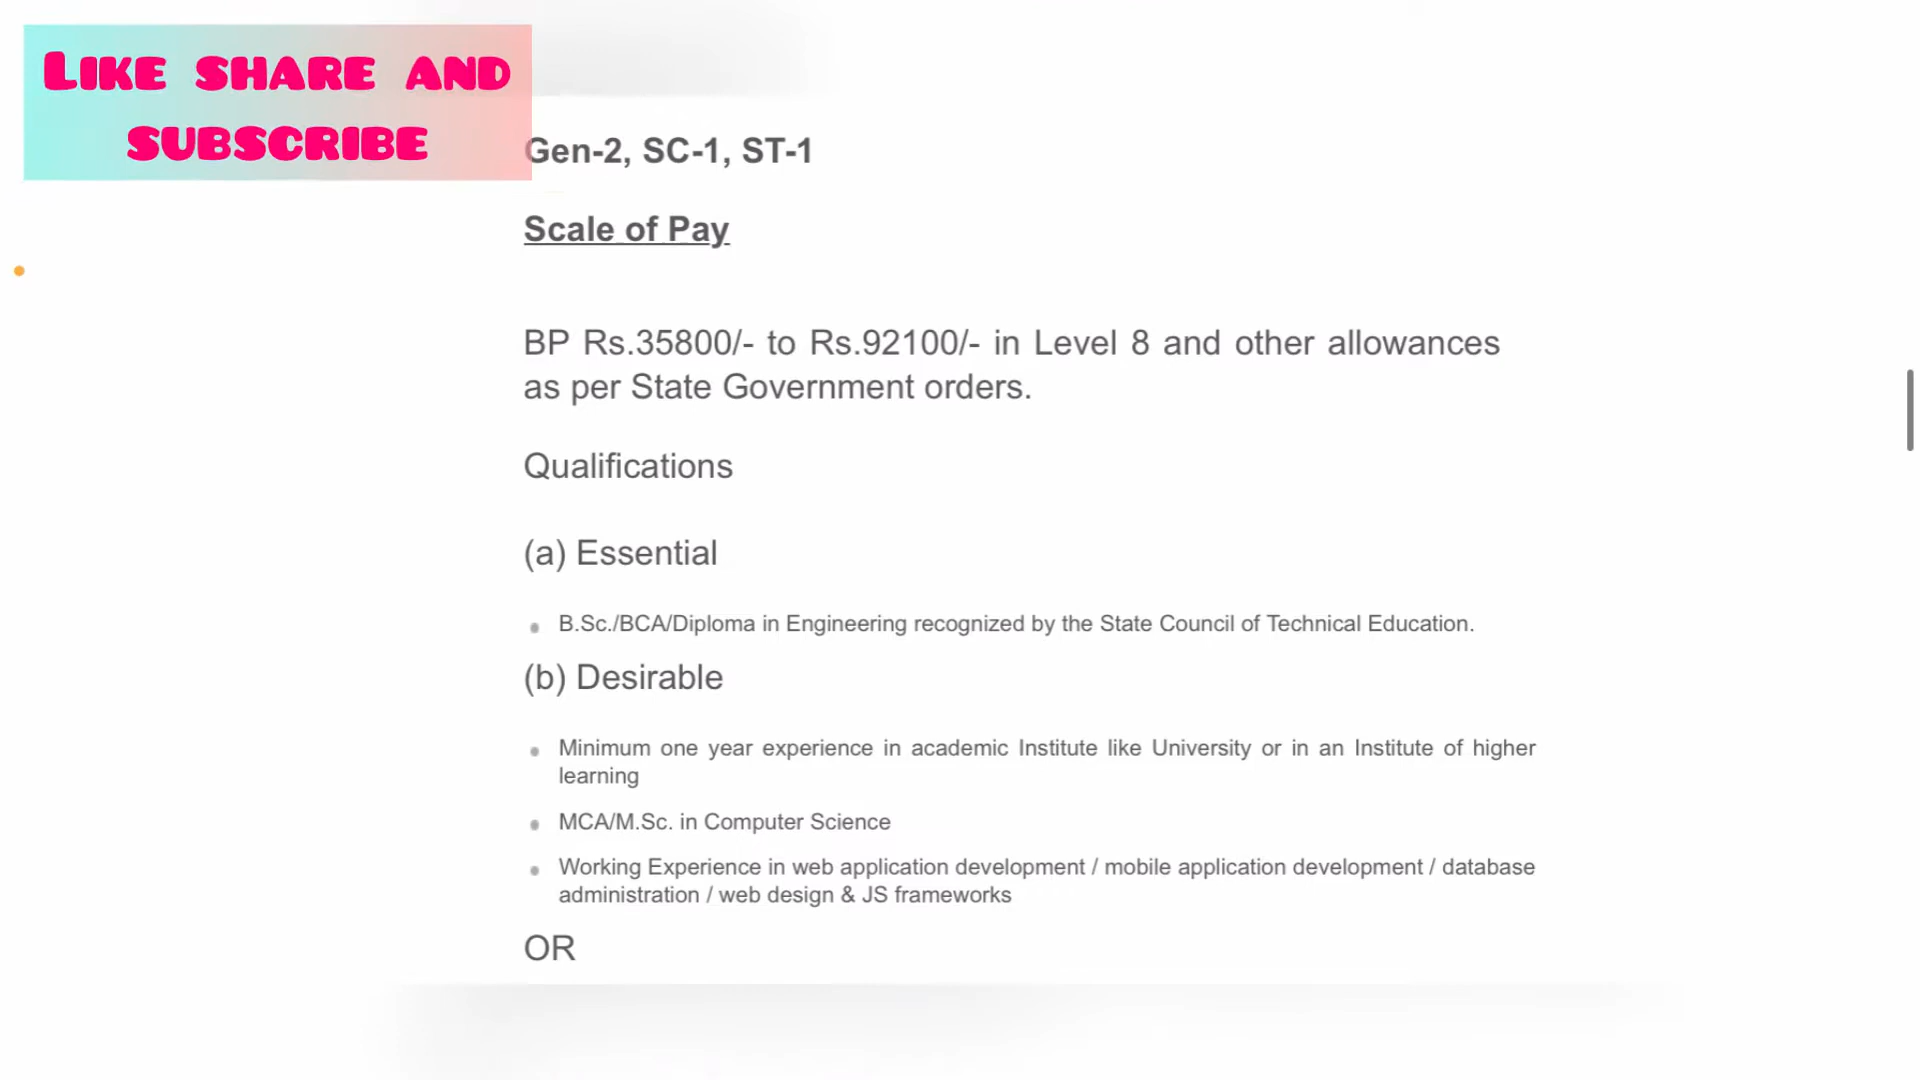 LIKE SHARE AND
SUBSCRIBE
Gen-2, SC-1, ST-1
Scale of Pay
BP Rs.35800/- to Rs.92100/- in Level 8 and other allowances
as per State Government orders.
Qualifications
(a) Essential
B.Sc./BCA/Diploma in Engineering recognized by the State Council of Technical Education.
(b) Desirable
Minimum one year experience in academic Institute like University or in an Institute of higher
learning
MCA/M.Sc. in Computer Science
Working Experience in web application development / mobile application development / database
administration / web design & JS frameworks
OR